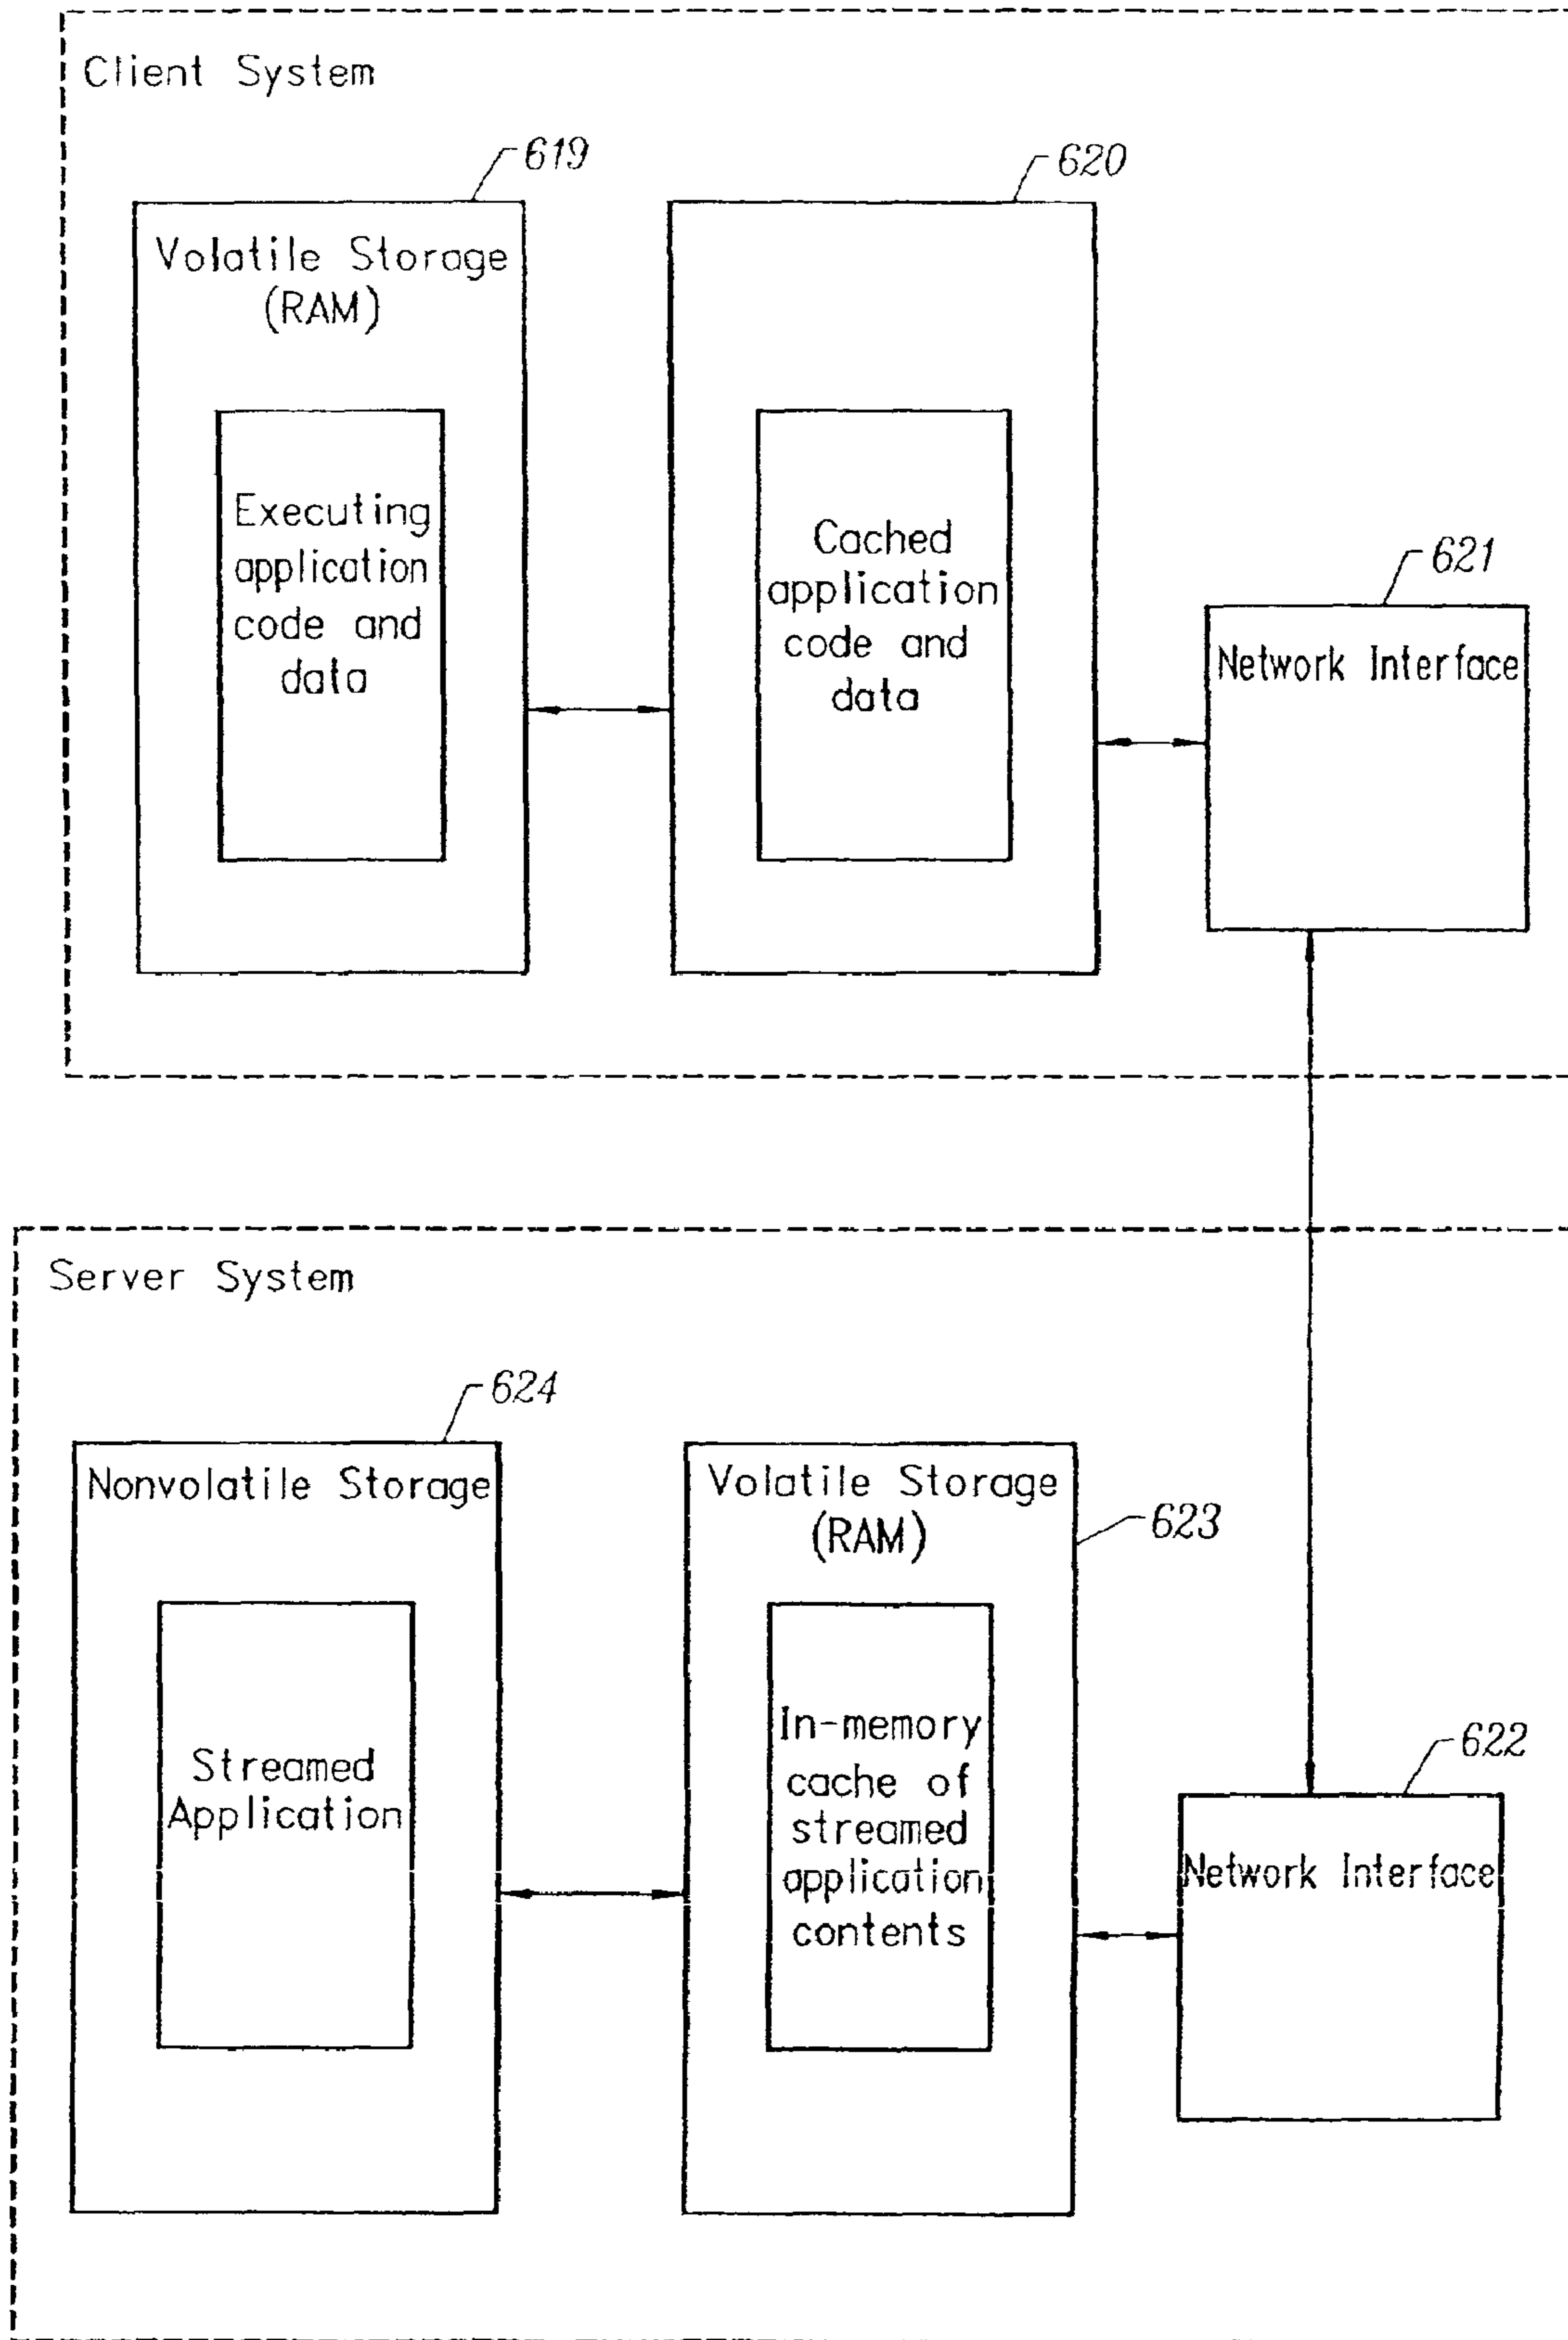 Client System
619
620
Volatile Storage
(RAM)
Executing
application
code and
data
Cached
application
code and
data
621
Network Interface
Server System
624
Nonvolatile Storage
Streamed
Application
Volatile Storage
(RAM)
623
In-memory
cache of
streamed
application
contents
622
Network Interface